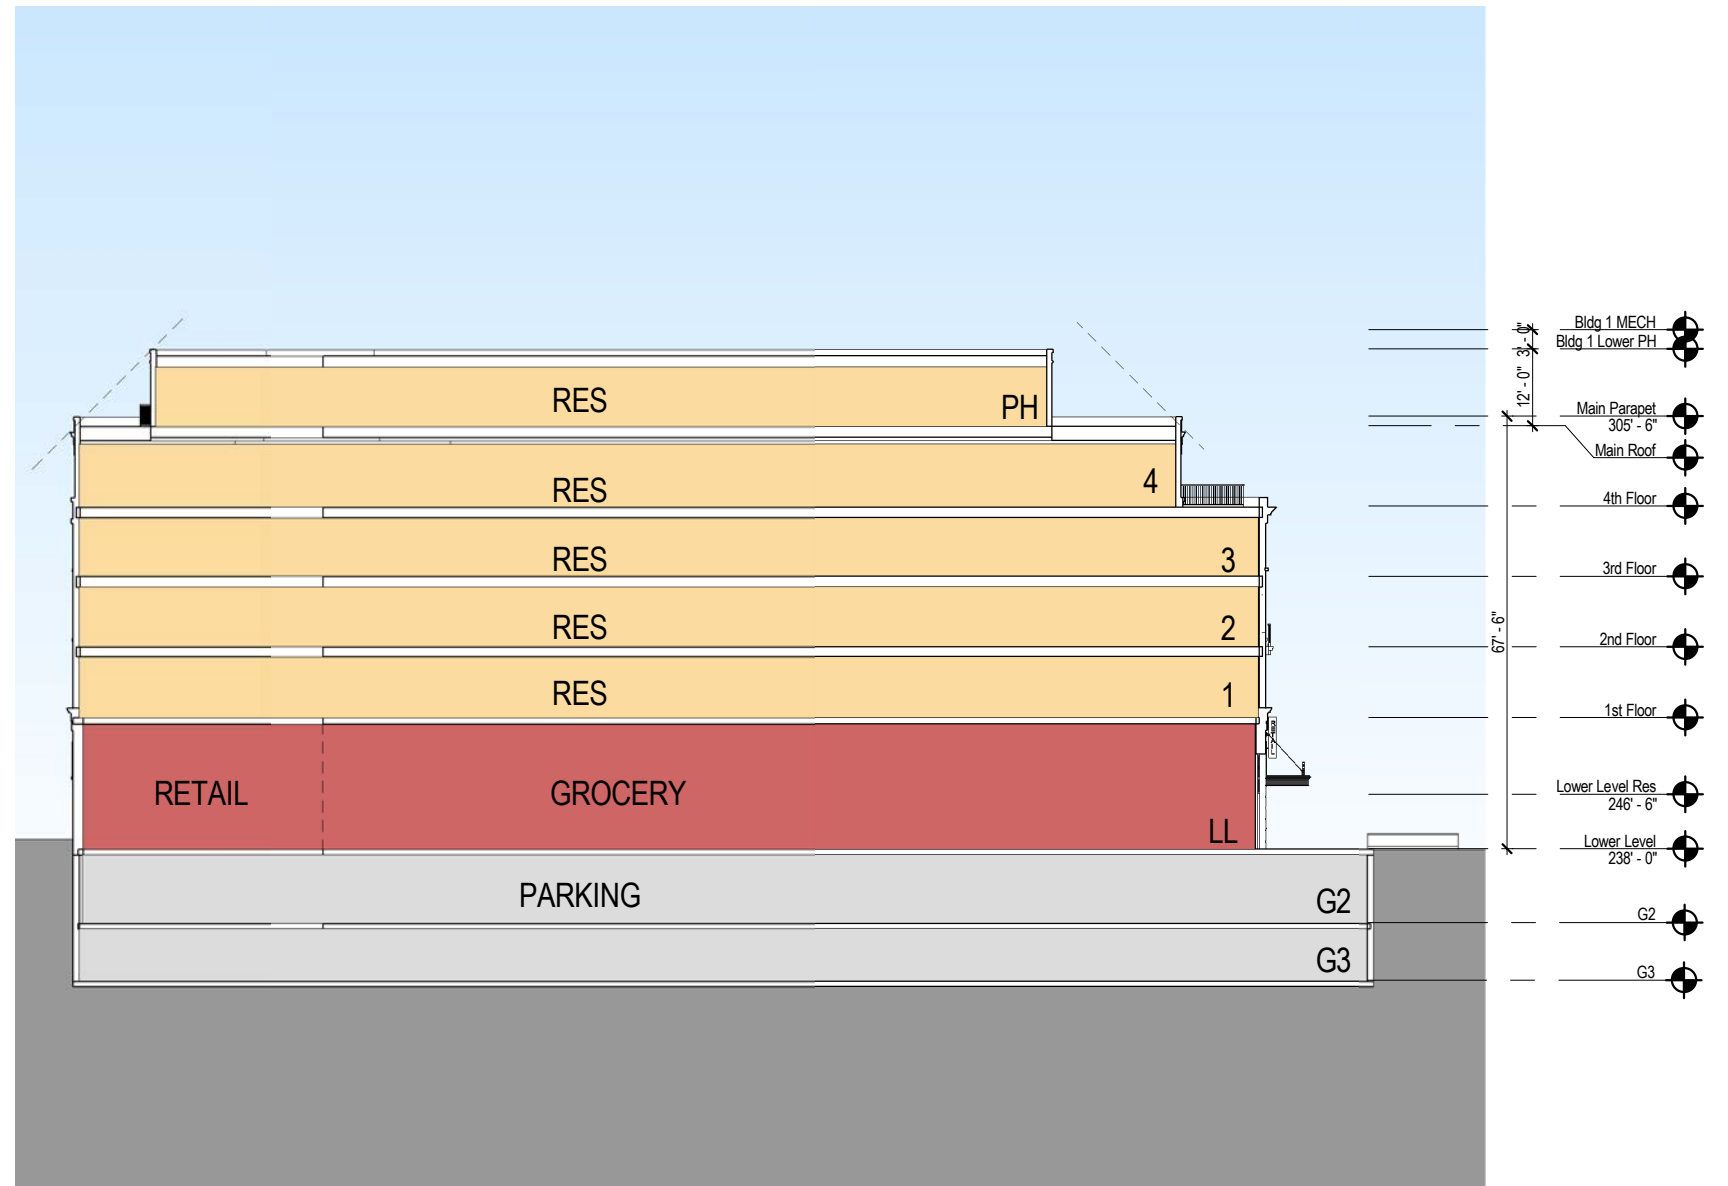 Bldg 1 MECH
3' - 0"
Bldg 1 Lower PH
12' - 0"
RES
PH
Main Parapet
305' - 6"
Main Roof
RES
4
4th Floor
RES
3
3rd Floor
RES
2
2nd Floor
67' - 6"
RES
1
1st Floor
RETAIL
GROCERY
LL
Lower Level Res
246' - 6"
Lower Level
238' - 0"
PARKING
G2
G2
G3
G3